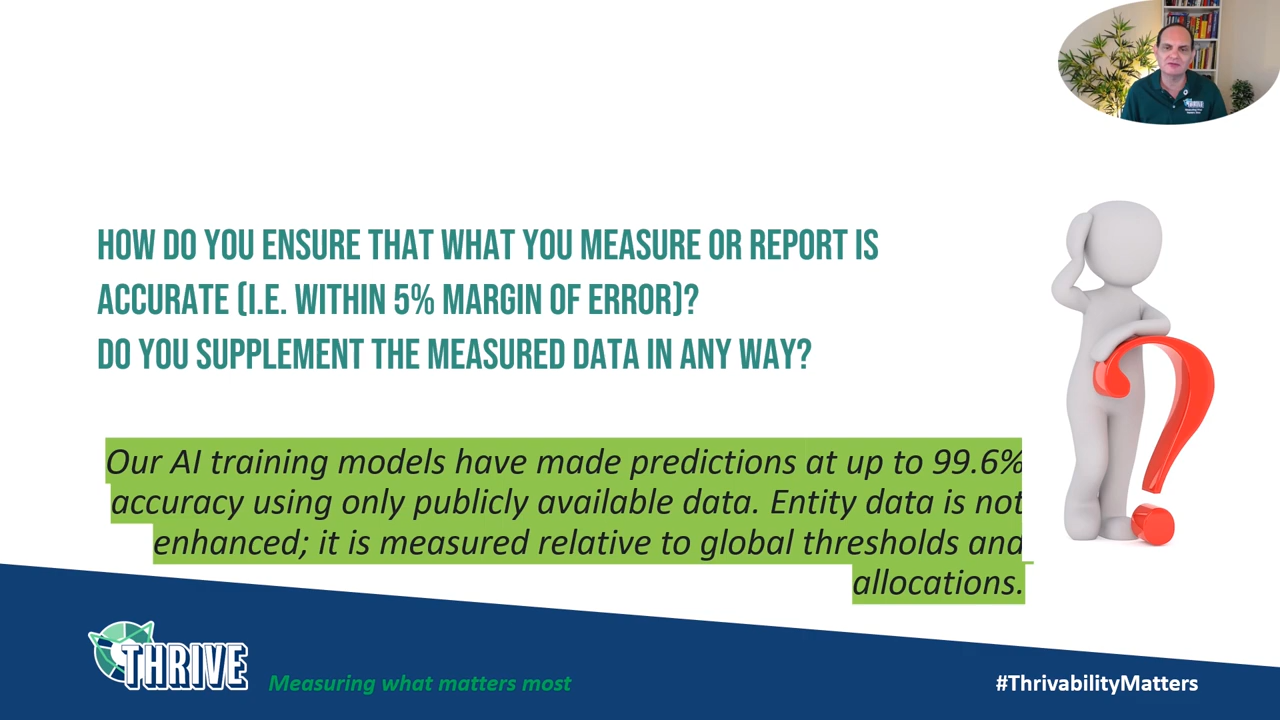 HOW DO YOU ENSURE THAT WHAT YOU MEASURE OR REPORT IS
ACCURATE (I.E. WITHIN 5% MARGIN OF ERROR)?
DO YOU SUPPLEMENT THE MEASURED DATA IN ANY WAY?
Our AI training models have made predictions at up to 99.6%
accuracy using only publicly available data. Entity data is not
enhanced; it is measured relative to global thresholds and
allocations.
THRIVE
Measuring what matters most
#ThrivabilityMatters
THRIVE